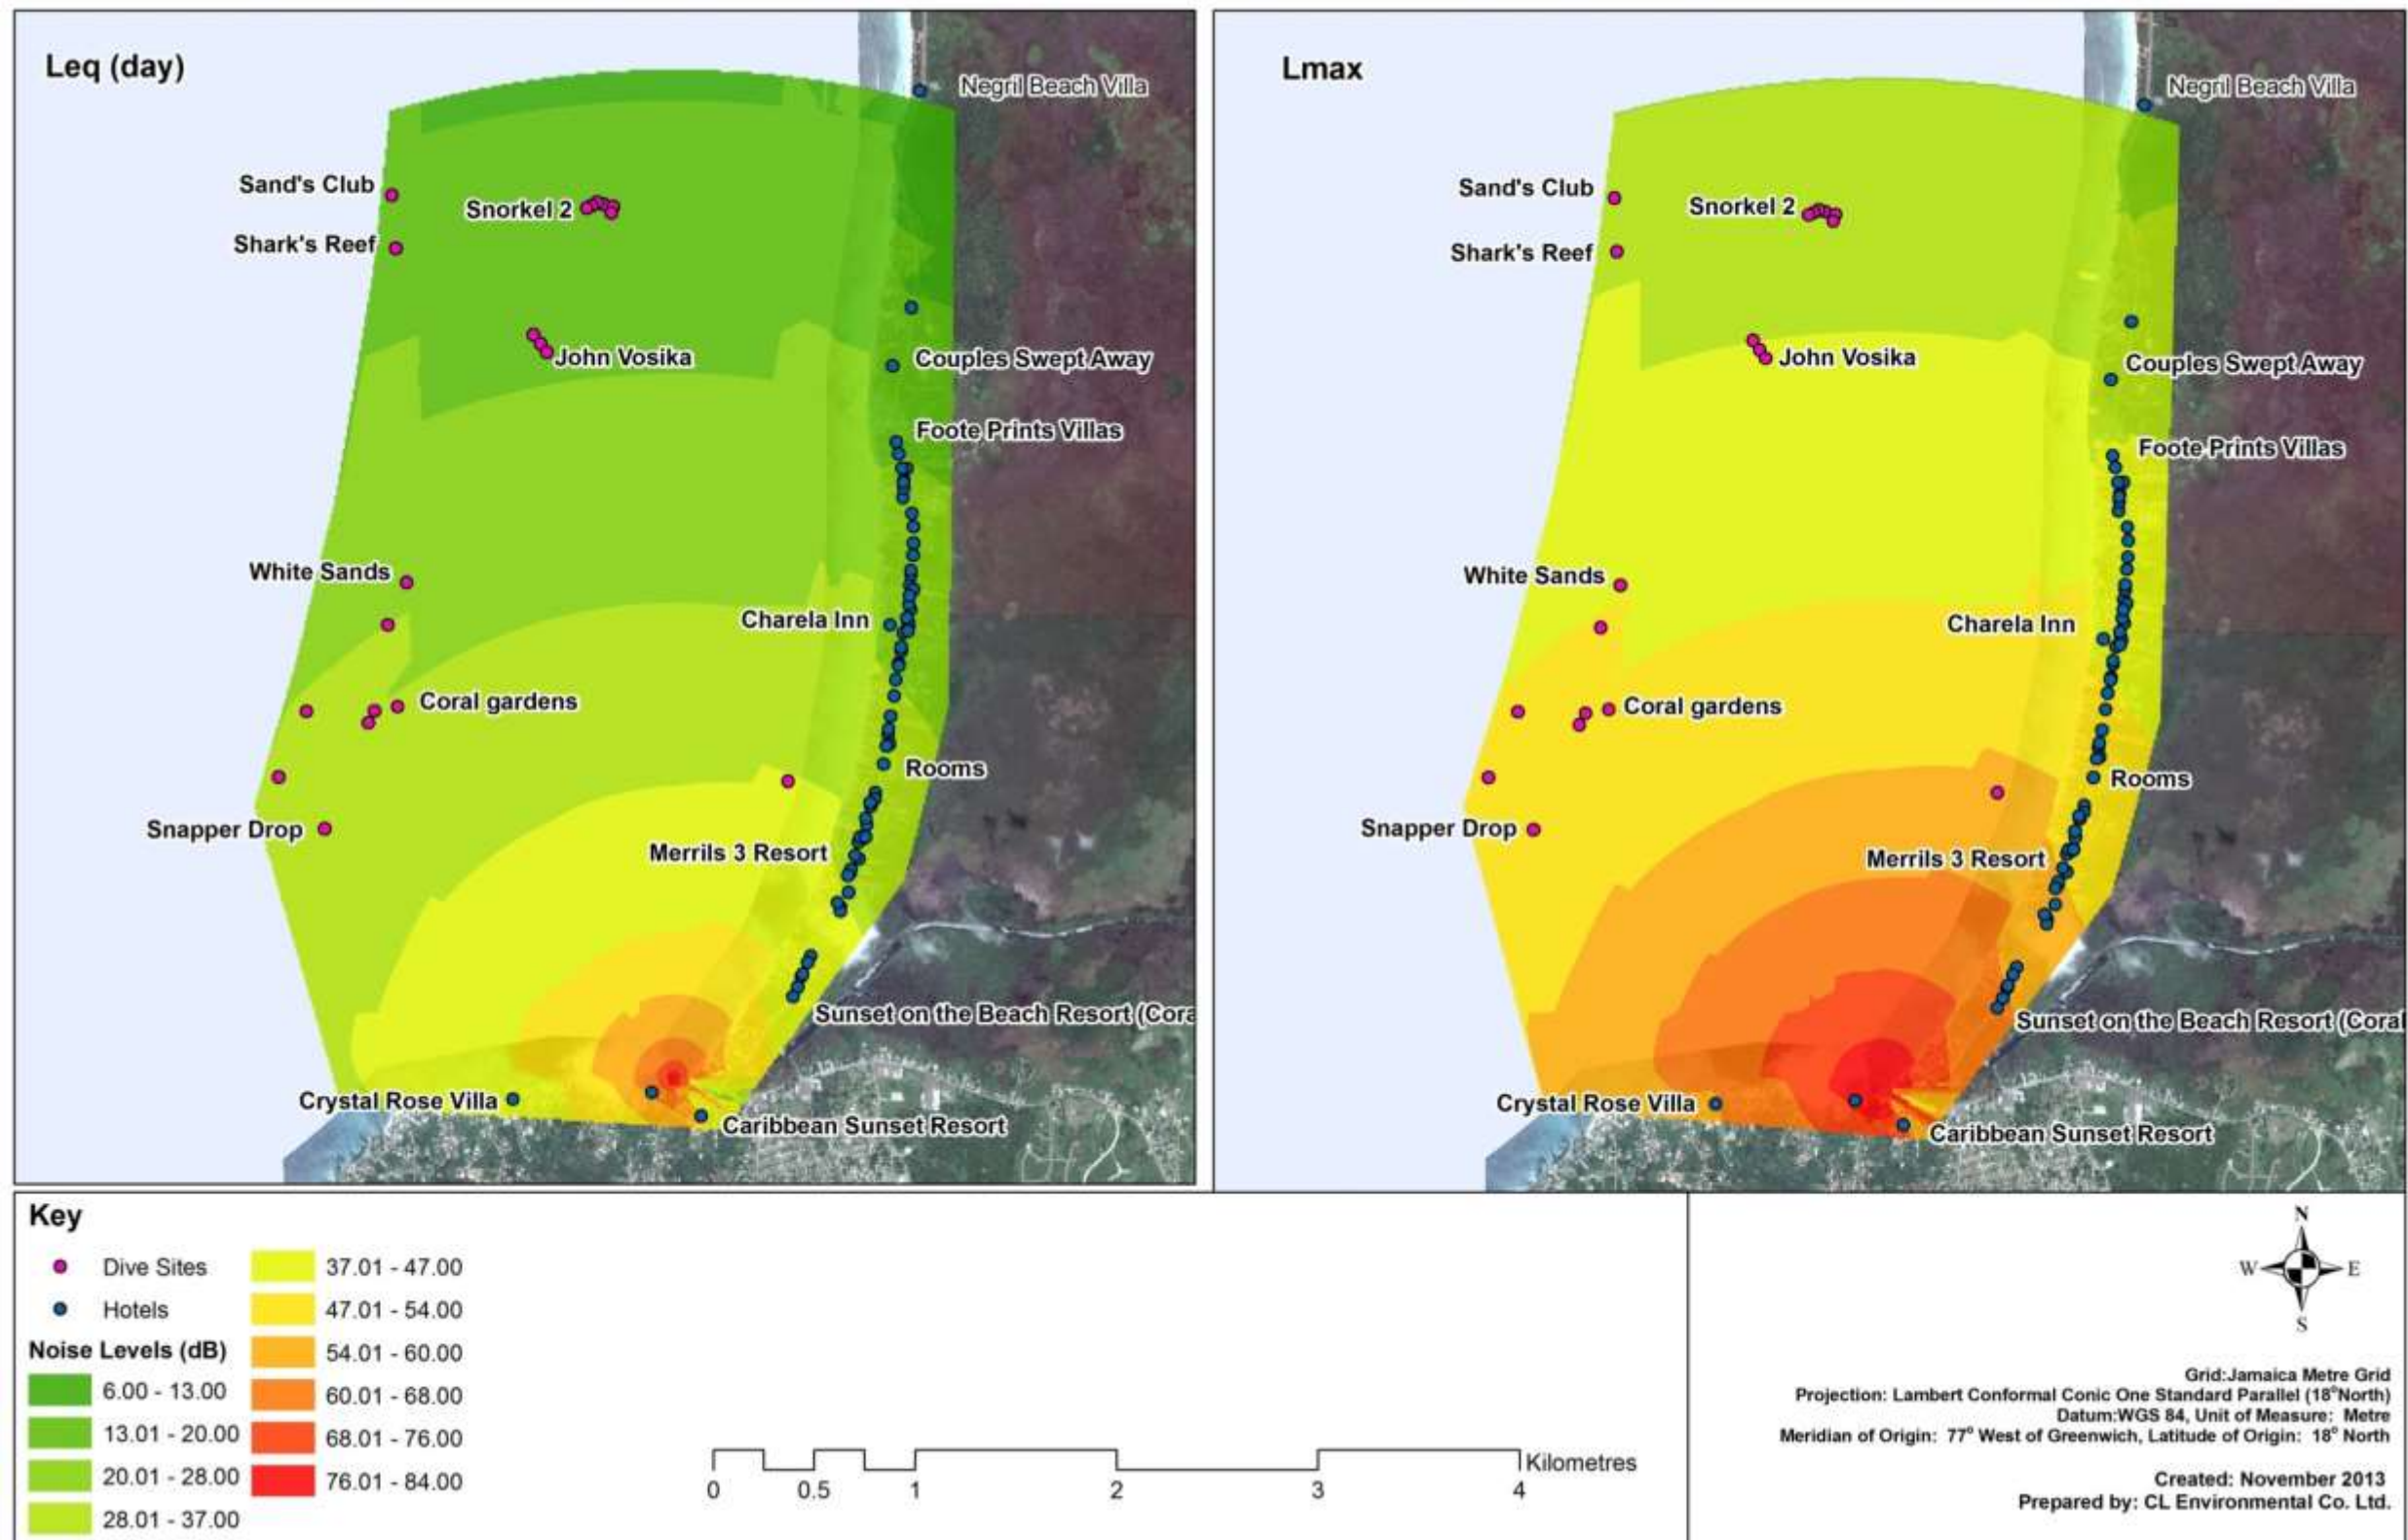 Leq (day)
Negril Beach Villa
Sand's Club
Snorkel 2
Shark's Reef
John Vosika
Couples Swept Away
Foote Prints Villas
White Sands
Charela Inn
Coral gardens
Rooms
Snapper Drop
Merrils 3 Resort
Sunset on the Beach Resort (Cora
Crystal Rose Villa
Caribbean Sunset Resort
Lmax
Negril Beach Villa
Sand's Club
Snorkel 2
Shark's Reef
John Vosika
Couples Swept Away
Foote Prints Villas
White Sands
Charela Inn
Coral gardens
Rooms
Snapper Drop
Merrils 3 Resort
Sunset on the Beach Resort (Coral
Crystal Rose Villa
Caribbean Sunset Resort
Key
Dive Sites
Hotels
Noise Levels (dB)
6.00 - 13.00
13.01 - 20.00
20.01 - 28.00
28.01 - 37.00
37.01 - 47.00
47.01 - 54.00
54.01 - 60.00
60.01 - 68.00
68.01 - 76.00
76.01 - 84.00
Kilometres
0 0.5 1 2 3 4
N
W E
S
Grid:Jamaica Metre Grid
Projection: Lambert Conformal Conic One Standard Parallel (18°North)
Datum:WGS 84, Unit of Measure: Metre
Meridian of Origin: 77° West of Greenwich, Latitude of Origin: 18° North
Created: November 2013
Prepared by: CL Environmental Co. Ltd.